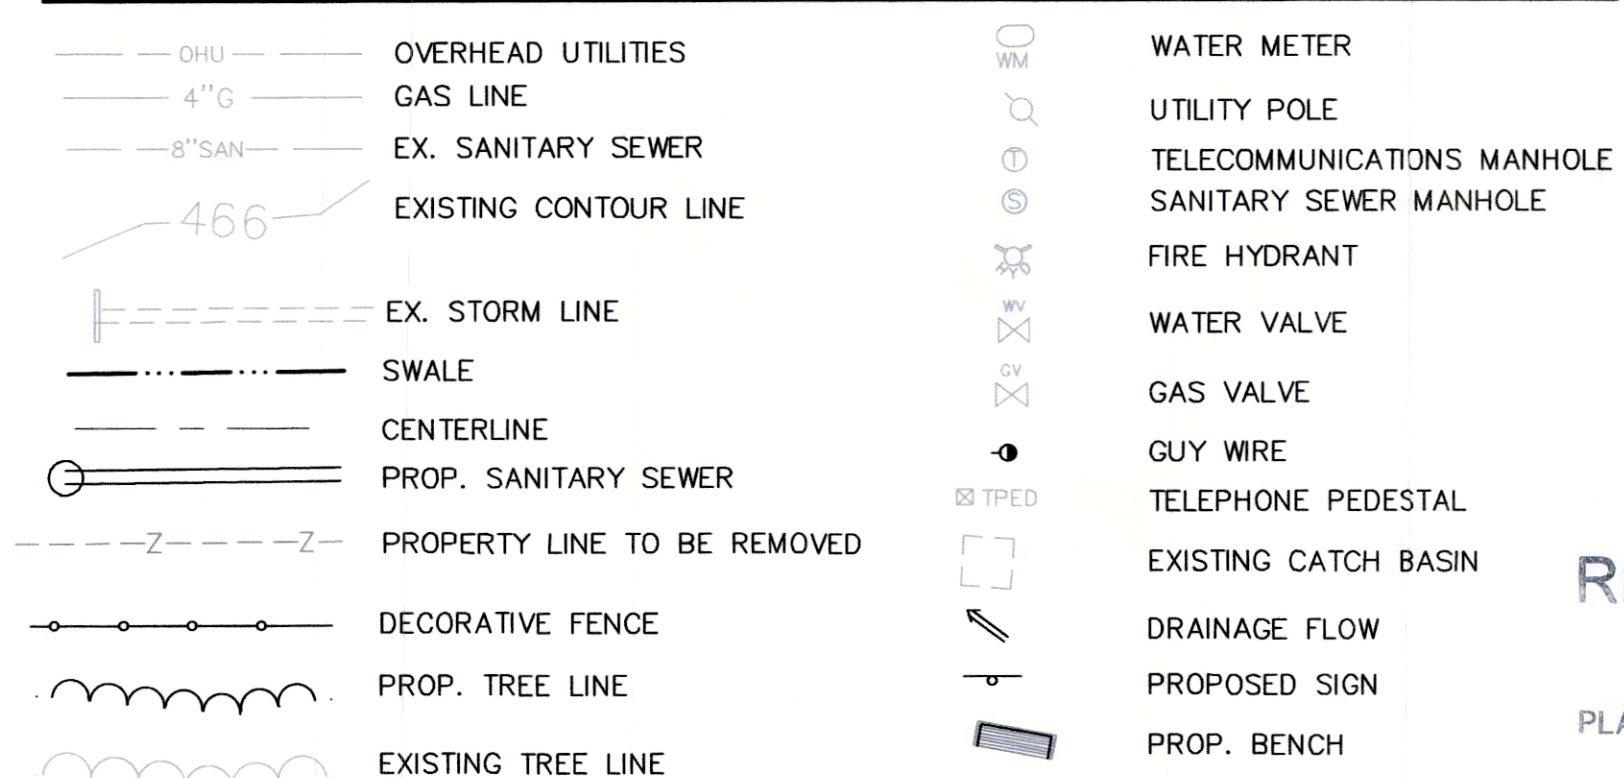 OHU OVERHEAD UTILITIES
4"G GAS LINE
8"SAN EX. SANITARY SEWER
466 EXISTING CONTOUR LINE
EX. STORM LINE
SWALE
CENTERLINE
PROP. SANITARY SEWER
Z Z PROPERTY LINE TO BE REMOVED
DECORATIVE FENCE
PROP. TREE LINE
EXISTING TREE LINE
WM WATER METER
UTILITY POLE
T TELECOMMUNICATIONS MANHOLE
S SANITARY SEWER MANHOLE
FIRE HYDRANT
WV WATER VALVE
GV GAS VALVE
GUY WIRE
TPED TELEPHONE PEDESTAL
EXISTING CATCH BASIN
DRAINAGE FLOW
PROPOSED SIGN
PROP. BENCH